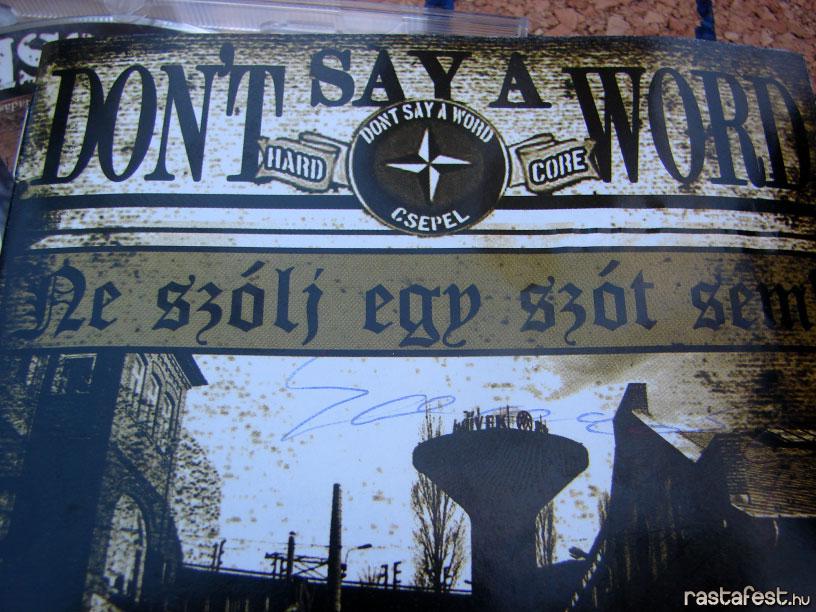 DON'T SAY A WORD
DON'T SAY A WORD
HARD CORE
CSEPEL
Ne szólj egy szót sem
rastafest.hu